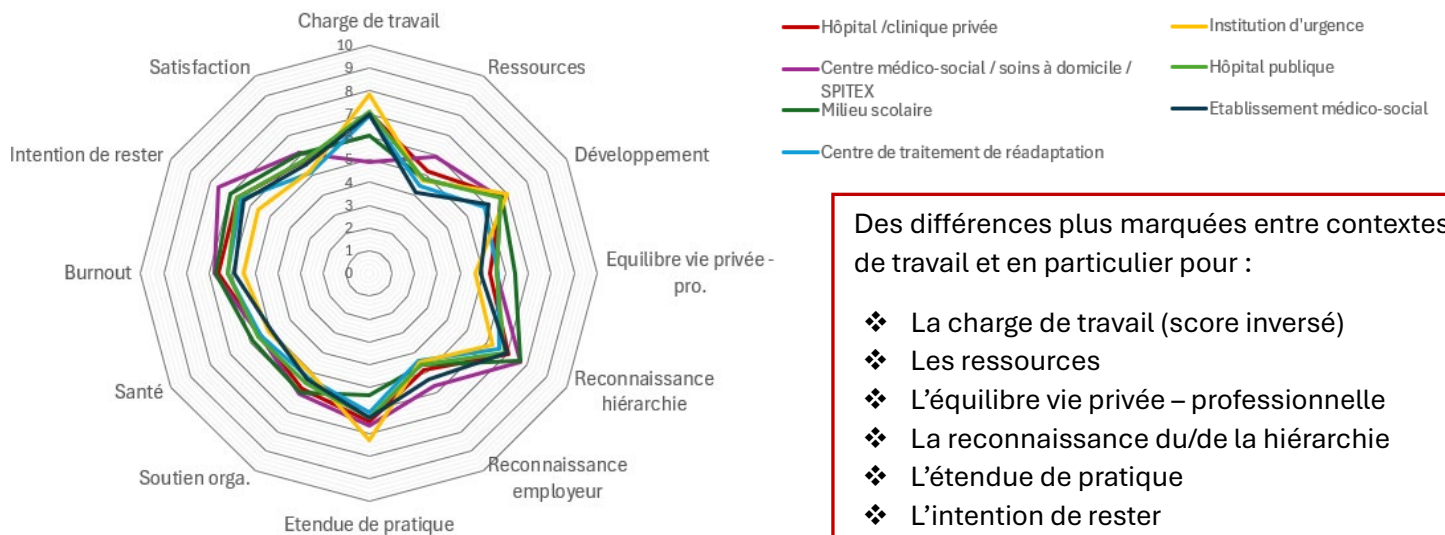 Charge de travail
Ressources
Développement
Equilibre vie privée -
pro.
Reconnaissance
hiérarchie
Reconnaissance
employeur
Etendue de pratique
Soutien orga.
Santé
Burnout
Intention de rester
Satisfaction
10
9
8
7
6
5
4
3
2
1
0
Hôpital /clinique privée
Institution d'urgence
Centre médico-social / soins à domicile /
SPITEX
Hôpital publique
Milieu scolaire
Etablissement médico-social
Centre de traitement de réadaptation
Des différences plus marquées entre contextes
de travail et en particulier pour :
❖ La charge de travail (score inversé)
❖ Les ressources
❖ L'équilibre vie privée – professionnelle
❖ La reconnaissance du/de la hiérarchie
❖ L'étendue de pratique
❖ L'intention de rester